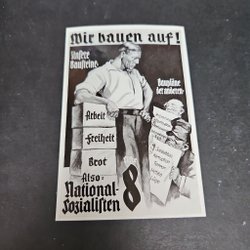 Wir bauen auf!
Unsere
Bausteine
Baupläne
der anderen
Arbeit
Freiheit
Brot
Also
National-
Sozialisten
8